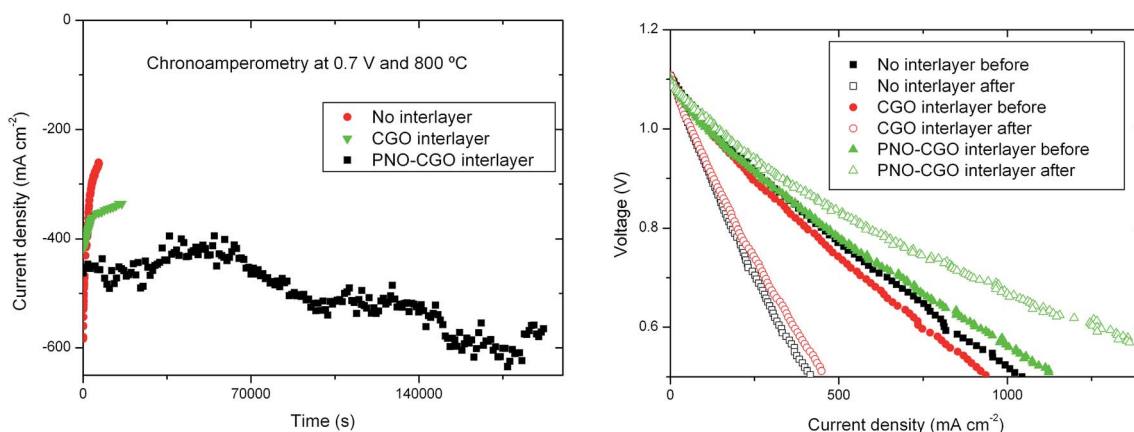 0
-200
-400
-600
Current density (mA cm⁻²)
Chronoamperometry at 0.7 V and 800 ºC
No interlayer
CGO interlayer
PNO-CGO interlayer
0
70000
140000
Time (s)
1.2
1.0
0.8
0.6
Voltage (V)
No interlayer before
No interlayer after
CGO interlayer before
CGO interlayer after
PNO-CGO interlayer before
PNO-CGO interlayer after
0
500
1000
Current density (mA cm⁻²)